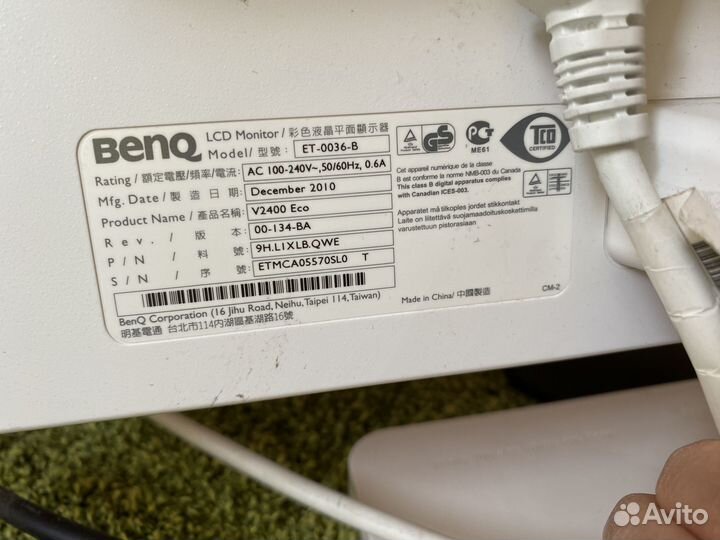 BenQ LCD Monitor / 彩色液晶平面顯示器
Model / 型號: ET-0036-B
Rating / 額定電壓/頻率/電流: AC 100-240V~,50/60Hz, 0.6A
Mfg. Date / 製造日期: December 2010
Product Name / 產品名稱: V2400 Eco
Rev. / 版本: 00-134-BA
P / N / 料號: 9H.L1XLB.QWE
S / N / 序號: ETMCA05570SL0 T
BenQ Corporation (16 Jihu Road, Neihu, Taipei 114, Taiwan)
明基電通 台北市114內湖區基湖路16號
GS
PCT
ME61
TCO
CERTIFIED
Cet appareil numérique de la classe
B est conforme à la norme NMB-003 du Canada
This class B digital apparatus complies
with Canadian ICES-003.
Apparatet må tilkoples jordet stikkontakt
Laite on liitettävä suojamaadoituskoskettimilla
varustettuun pistorasiaan
Made in China / 中國製造
CM-2
Avito